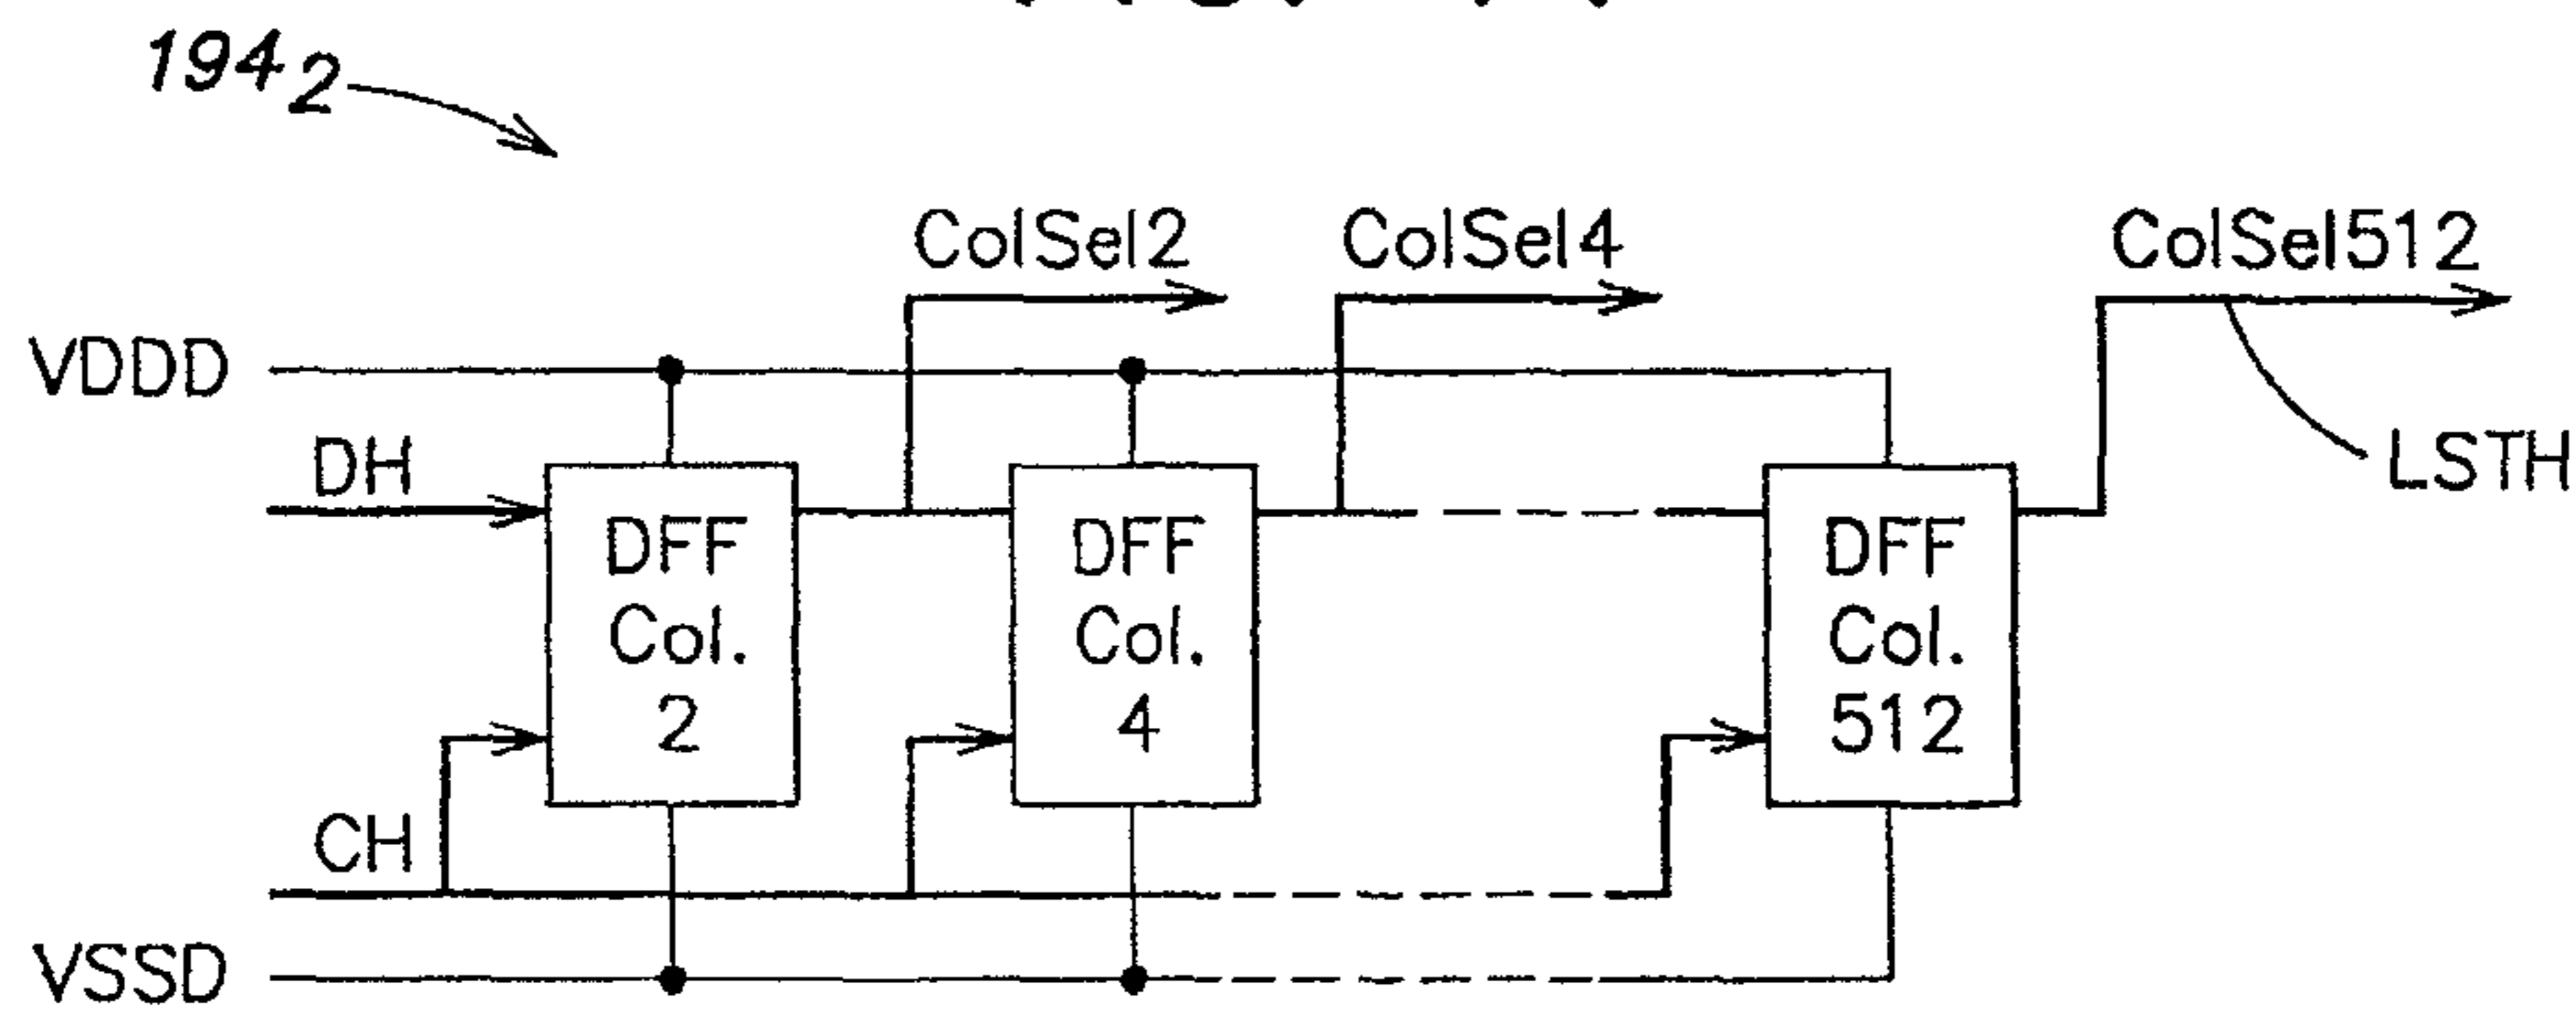 194₂
ColSel2
ColSel4
ColSel512
VDDD
DH
LSTH
DFF
Col.
2
DFF
Col.
4
DFF
Col.
512
CH
VSSD